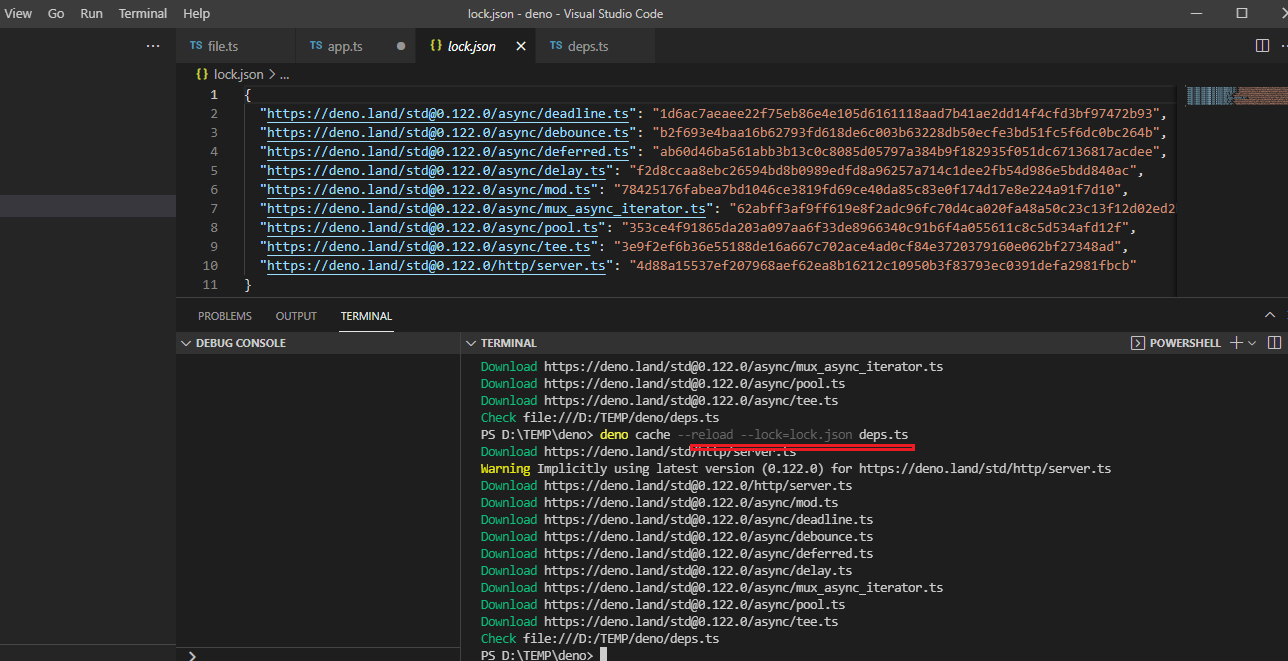 View Go Run Terminal Help lock.json - deno - Visual Studio Code
TS file.ts TS app.ts {} lock.json TS deps.ts
{} lock.json > ...
1 {
2 "https://deno.land/std@0.122.0/async/deadline.ts": "1d6ac7aeaee22f75eb86e4e105d6161118aad7b41ae2dd14f4cfd3bf97472b93",
3 "https://deno.land/std@0.122.0/async/debounce.ts": "b2f693e4baa16b62793fd618de6c003b63228db50ecfe3bd51fc5f6dc0bc264b",
4 "https://deno.land/std@0.122.0/async/deferred.ts": "ab60d46ba561abb3b13c0c8085d05797a384b9f182935f051dc67136817acdee",
5 "https://deno.land/std@0.122.0/async/delay.ts": "f2d8ccaa8ebc26594bd8b0989edfd8a96257a714c1dee2fb54d986e5bdd840ac",
6 "https://deno.land/std@0.122.0/async/mod.ts": "78425176fabea7bd1046ce3819fd69ce40da85c83e0f174d17e8e224a91f7d10",
7 "https://deno.land/std@0.122.0/async/mux_async_iterator.ts": "62abff3af9ff619e8f2adc96fc70d4ca020fa48a50c23c13f12d02ed2
8 "https://deno.land/std@0.122.0/async/pool.ts": "353ce4f91865da203a097aa6f33de8966340c91b6f4a055611c8c5d534afd12f",
9 "https://deno.land/std@0.122.0/async/tee.ts": "3e9f2ef6b36e55188de16a667c702ace4ad0cf84e3720379160e062bf27348ad",
10 "https://deno.land/std@0.122.0/http/server.ts": "4d88a15537ef207968aef62ea8b16212c10950b3f83793ec0391defa2981fbcb"
11 }
PROBLEMS OUTPUT TERMINAL
DEBUG CONSOLE TERMINAL POWERSHELL
Download https://deno.land/std@0.122.0/async/mux_async_iterator.ts
Download https://deno.land/std@0.122.0/async/pool.ts
Download https://deno.land/std@0.122.0/async/tee.ts
Check file:///D:/TEMP/deno/deps.ts
PS D:\TEMP\deno> deno cache --reload --lock=lock.json deps.ts
Download https://deno.land/std/http/server.ts
Warning Implicitly using latest version (0.122.0) for https://deno.land/std/http/server.ts
Download https://deno.land/std@0.122.0/http/server.ts
Download https://deno.land/std@0.122.0/async/mod.ts
Download https://deno.land/std@0.122.0/async/deadline.ts
Download https://deno.land/std@0.122.0/async/debounce.ts
Download https://deno.land/std@0.122.0/async/deferred.ts
Download https://deno.land/std@0.122.0/async/delay.ts
Download https://deno.land/std@0.122.0/async/mux_async_iterator.ts
Download https://deno.land/std@0.122.0/async/pool.ts
Download https://deno.land/std@0.122.0/async/tee.ts
Check file:///D:/TEMP/deno/deps.ts
PS D:\TEMP\deno>